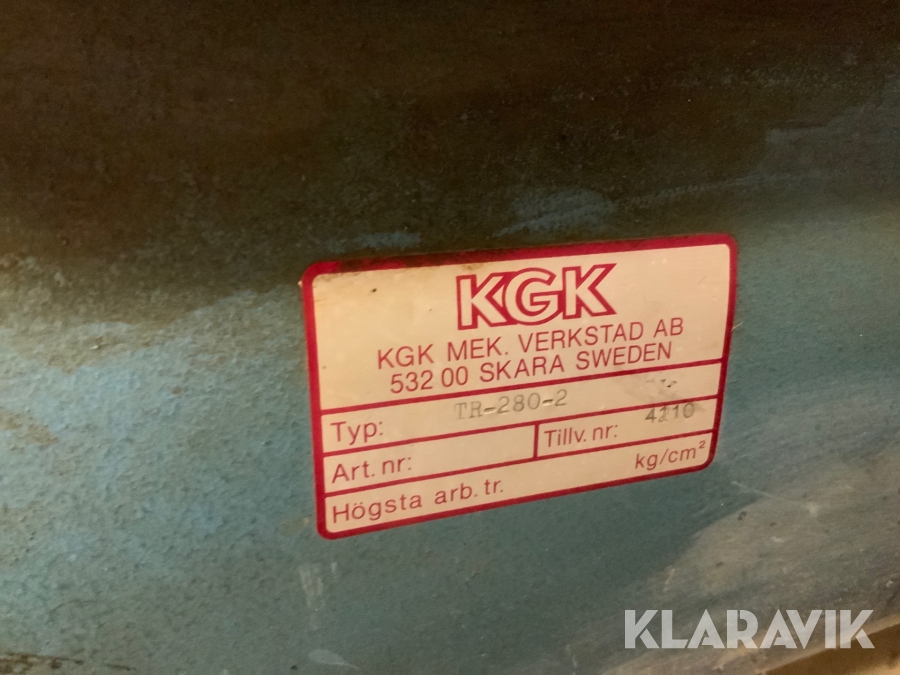 KGK
KGK MEK. VERKSTAD AB
532 00 SKARA SWEDEN
Typ: TR-280-2
Art. nr: Tillv. nr: 4210
Högsta arb. tr. kg/cm²
KLARAVIK